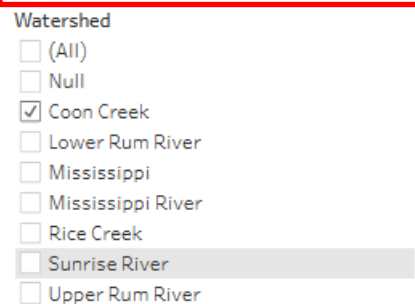 Watershed
(All)
Null
Coon Creek
Lower Rum River
Mississippi
Mississippi River
Rice Creek
Sunrise River
Upper Rum River